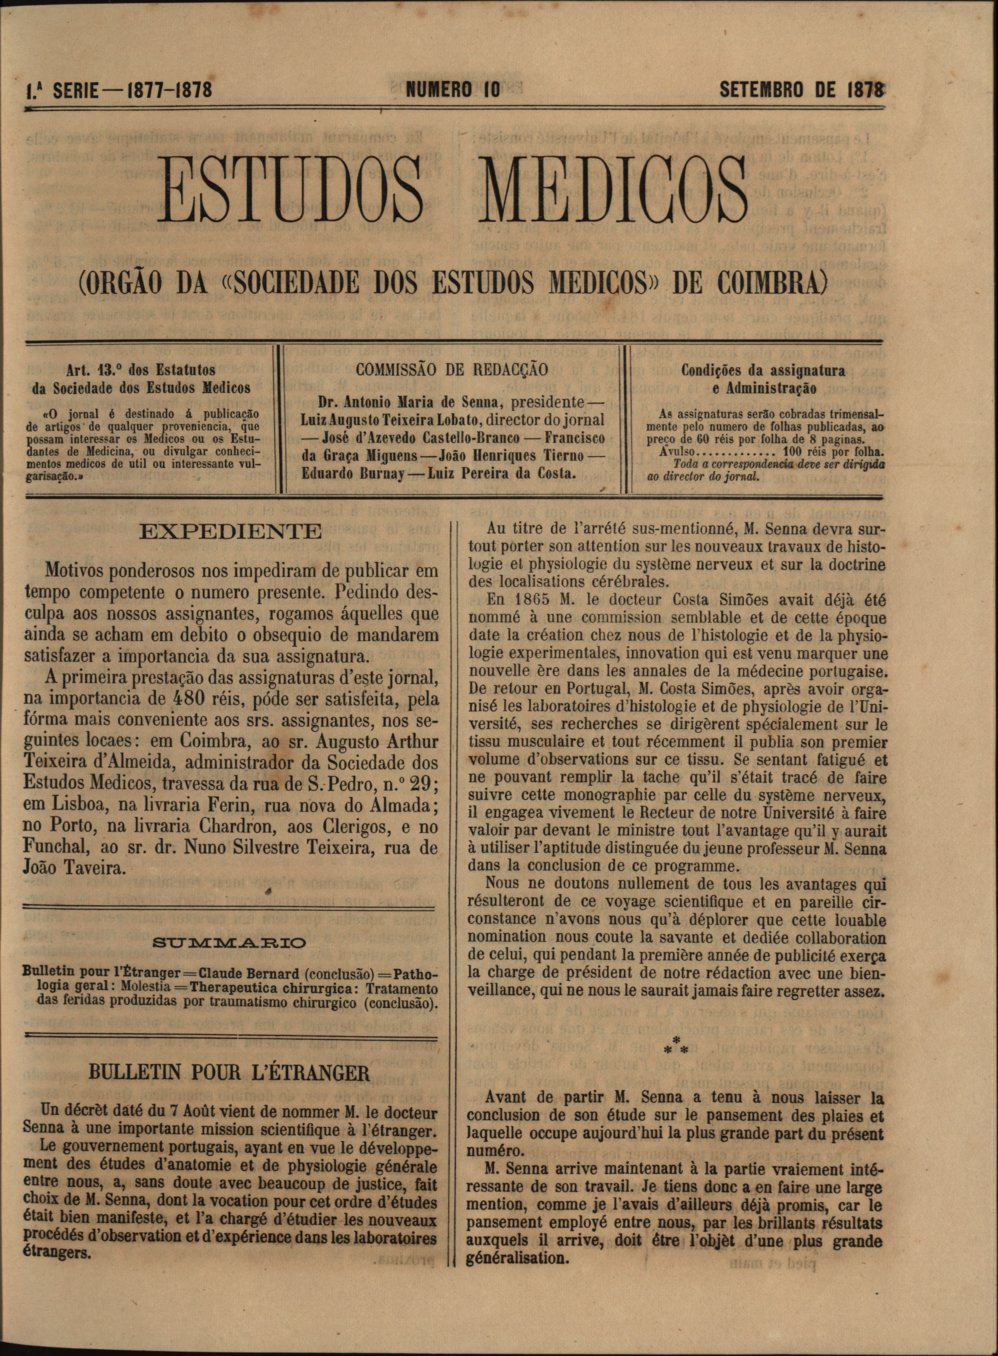 1.ª SERIE—1877–1878
NUMERO 10
SETEMBRO DE 1878
ESTUDOS MEDICOS
(ORGÃO DA «SOCIEDADE DOS ESTUDOS MEDICOS» DE COIMBRA)
Art. 13.º dos Estatutos
da Sociedade dos Estudos Medicos
«O jornal é destinado á publicação
de artigos de qualquer proveniencia, que
possam interessar os Medicos ou os Estu-
dantes de Medicina, ou divulgar conheci-
mentos medicos de util ou interessante vul-
garisação.»
COMMISSÃO DE REDACÇÃO
Dr. Antonio Maria de Senna, presidente—
Luiz Augusto Teixeira Lobato, director do jornal
—José d'Azevedo Castello-Branco—Francisco
da Graça Miguens—João Henriques Tierno—
Eduardo Burnay—Luiz Pereira da Costa.
Condições da assignatura
e Administração
As assignaturas serão cobradas trimensal-
mente pelo numero de folhas publicadas, ao
preço de 60 réis por folha de 8 paginas.
Avulso............. 100 réis por folha.
Toda a correspondencia deve ser dirigida
ao director do jornal.
EXPEDIENTE
Motivos ponderosos nos impediram de publicar em
tempo competente o numero presente. Pedindo des-
culpa aos nossos assignantes, rogamos áquelles que
ainda se acham em debito o obsequio de mandarem
satisfazer a importancia da sua assignatura.
A primeira prestação das assignaturas d'este jornal,
na importancia de 480 réis, póde ser satisfeita, pela
fórma mais conveniente aos srs. assignantes, nos se-
guintes locaes: em Coimbra, ao sr. Augusto Arthur
Teixeira d'Almeida, administrador da Sociedade dos
Estudos Medicos, travessa da rua de S. Pedro, n.º 29;
em Lisboa, na livraria Ferin, rua nova do Almada;
no Porto, na livraria Chardron, aos Clerigos, e no
Funchal, ao sr. dr. Nuno Silvestre Teixeira, rua de
João Taveira.
SUMMARIO
Bulletin pour l'Étranger=Claude Bernard (conclusão)=Patho-
logia geral: Molestia=Therapeutica chirurgica: Tratamento
das feridas produzidas por traumatismo chirurgico (conclusão).
BULLETIN POUR L'ÉTRANGER
Un décrèt daté du 7 Août vient de nommer M. le docteur
Senna à une importante mission scientifique à l'étranger.
Le gouvernement portugais, ayant en vue le développe-
ment des études d'anatomie et de physiologie générale
entre nous, a, sans doute avec beaucoup de justice, fait
choix de M. Senna, dont la vocation pour cet ordre d'études
était bien manifeste, et l'a chargé d'étudier les nouveaux
procédés d'observation et d'expérience dans les laboratoires
étrangers.
Au titre de l'arrété sus-mentionné, M. Senna devra sur-
tout porter son attention sur les nouveaux travaux de histo-
logie et physiologie du système nerveux et sur la doctrine
des localisations cérébrales.
En 1865 M. le docteur Costa Simões avait déjà été
nommé à une commission semblable et de cette époque
date la création chez nous de l'histologie et de la physio-
logie experimentales, innovation qui est venu marquer une
nouvelle ère dans les annales de la médecine portugaise.
De retour en Portugal, M. Costa Simões, après avoir orga-
nisé les laboratoires d'histologie et de physiologie de l'Uni-
versité, ses recherches se dirigèrent spécialement sur le
tissu musculaire et tout récemment il publia son premier
volume d'observations sur ce tissu. Se sentant fatigué et
ne pouvant remplir la tache qu'il s'était tracé de faire
suivre cette monographie par celle du système nerveux,
il engagea vivement le Recteur de notre Université à faire
valoir par devant le ministre tout l'avantage qu'il y aurait
à utiliser l'aptitude distinguée du jeune professeur M. Senna
dans la conclusion de ce programme.
Nous ne doutons nullement de tous les avantages qui
résulteront de ce voyage scientifique et en pareille cir-
constance n'avons nous qu'à déplorer que cette louable
nomination nous coute la savante et dediée collaboration
de celui, qui pendant la première année de publicité exerça
la charge de président de notre rédaction avec une bien-
veillance, qui ne nous le saurait jamais faire regretter assez.
*
* *
Avant de partir M. Senna a tenu à nous laisser la
conclusion de son étude sur le pansement des plaies et
laquelle occupe aujourd'hui la plus grande part du présent
numéro.
M. Senna arrive maintenant à la partie vraiement inté-
ressante de son travail. Je tiens donc a en faire une large
mention, comme je l'avais d'ailleurs déjà promis, car le
pansement employé entre nous, par les brillants résultats
auxquels il arrive, doit être l'objèt d'une plus grande
généralisation.